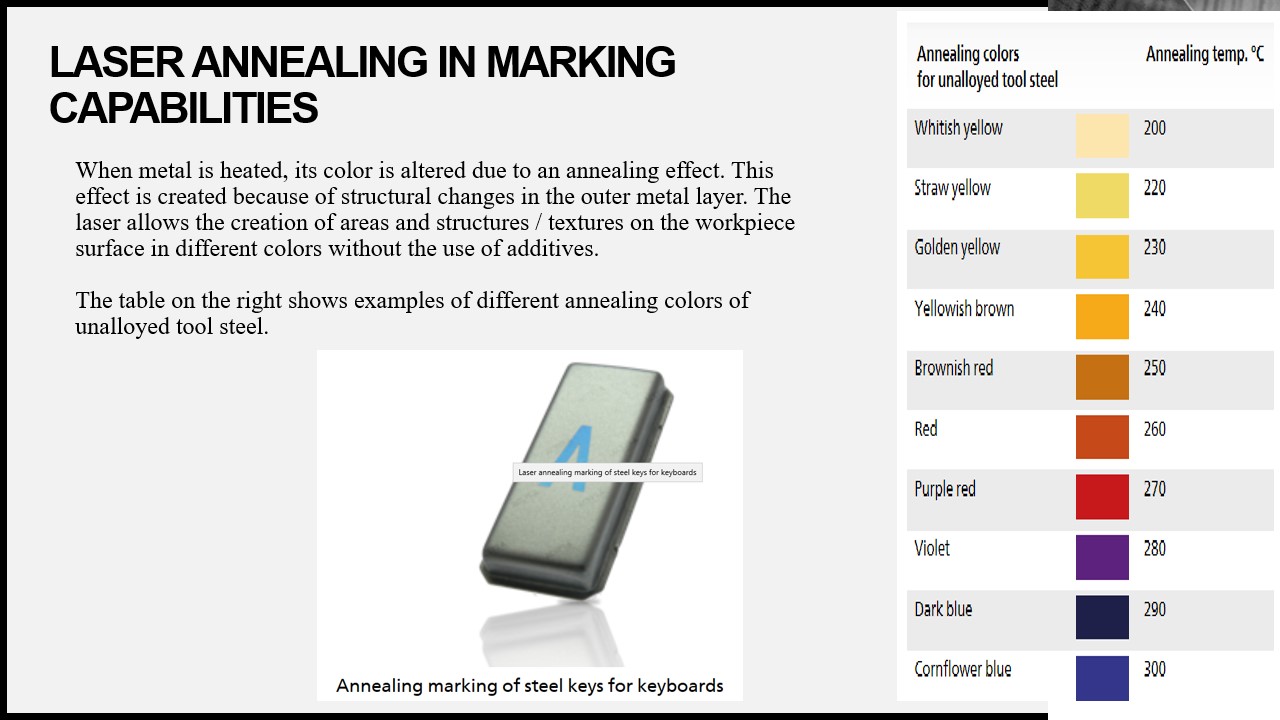 LASER ANNEALING IN MARKING
CAPABILITIES
When metal is heated, its color is altered due to an annealing effect. This
effect is created because of structural changes in the outer metal layer. The
laser allows the creation of areas and structures / textures on the workpiece
surface in different colors without the use of additives.
The table on the right shows examples of different annealing colors of
unalloyed tool steel.
A
Laser annealing marking of steel keys for keyboards
Annealing marking of steel keys for keyboards
Annealing colors Annealing temp. °C
for unalloyed tool steel
Whitish yellow 200
Straw yellow 220
Golden yellow 230
Yellowish brown 240
Brownish red 250
Red 260
Purple red 270
Violet 280
Dark blue 290
Cornflower blue 300